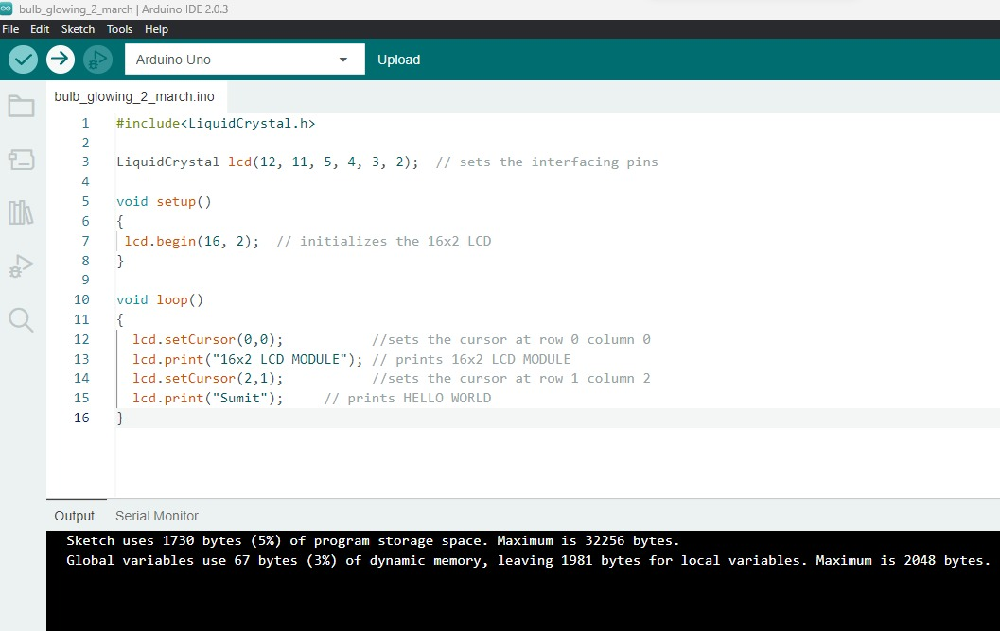 bulb_glowing_2_march | Arduino IDE 2.0.3
File Edit Sketch Tools Help
Arduino Uno Upload
bulb_glowing_2_march.ino
1 #include<LiquidCrystal.h>
2
3 LiquidCrystal lcd(12, 11, 5, 4, 3, 2);  // sets the interfacing pins
4
5 void setup()
6 {
7  lcd.begin(16, 2);  // initializes the 16x2 LCD
8 }
9
10 void loop()
11 {
12   lcd.setCursor(0,0);           //sets the cursor at row 0 column 0
13   lcd.print("16x2 LCD MODULE"); // prints 16x2 LCD MODULE
14   lcd.setCursor(2,1);           //sets the cursor at row 1 column 2
15   lcd.print("Sumit");     // prints HELLO WORLD
16 }
Output Serial Monitor
Sketch uses 1730 bytes (5%) of program storage space. Maximum is 32256 bytes.
Global variables use 67 bytes (3%) of dynamic memory, leaving 1981 bytes for local variables. Maximum is 2048 bytes.